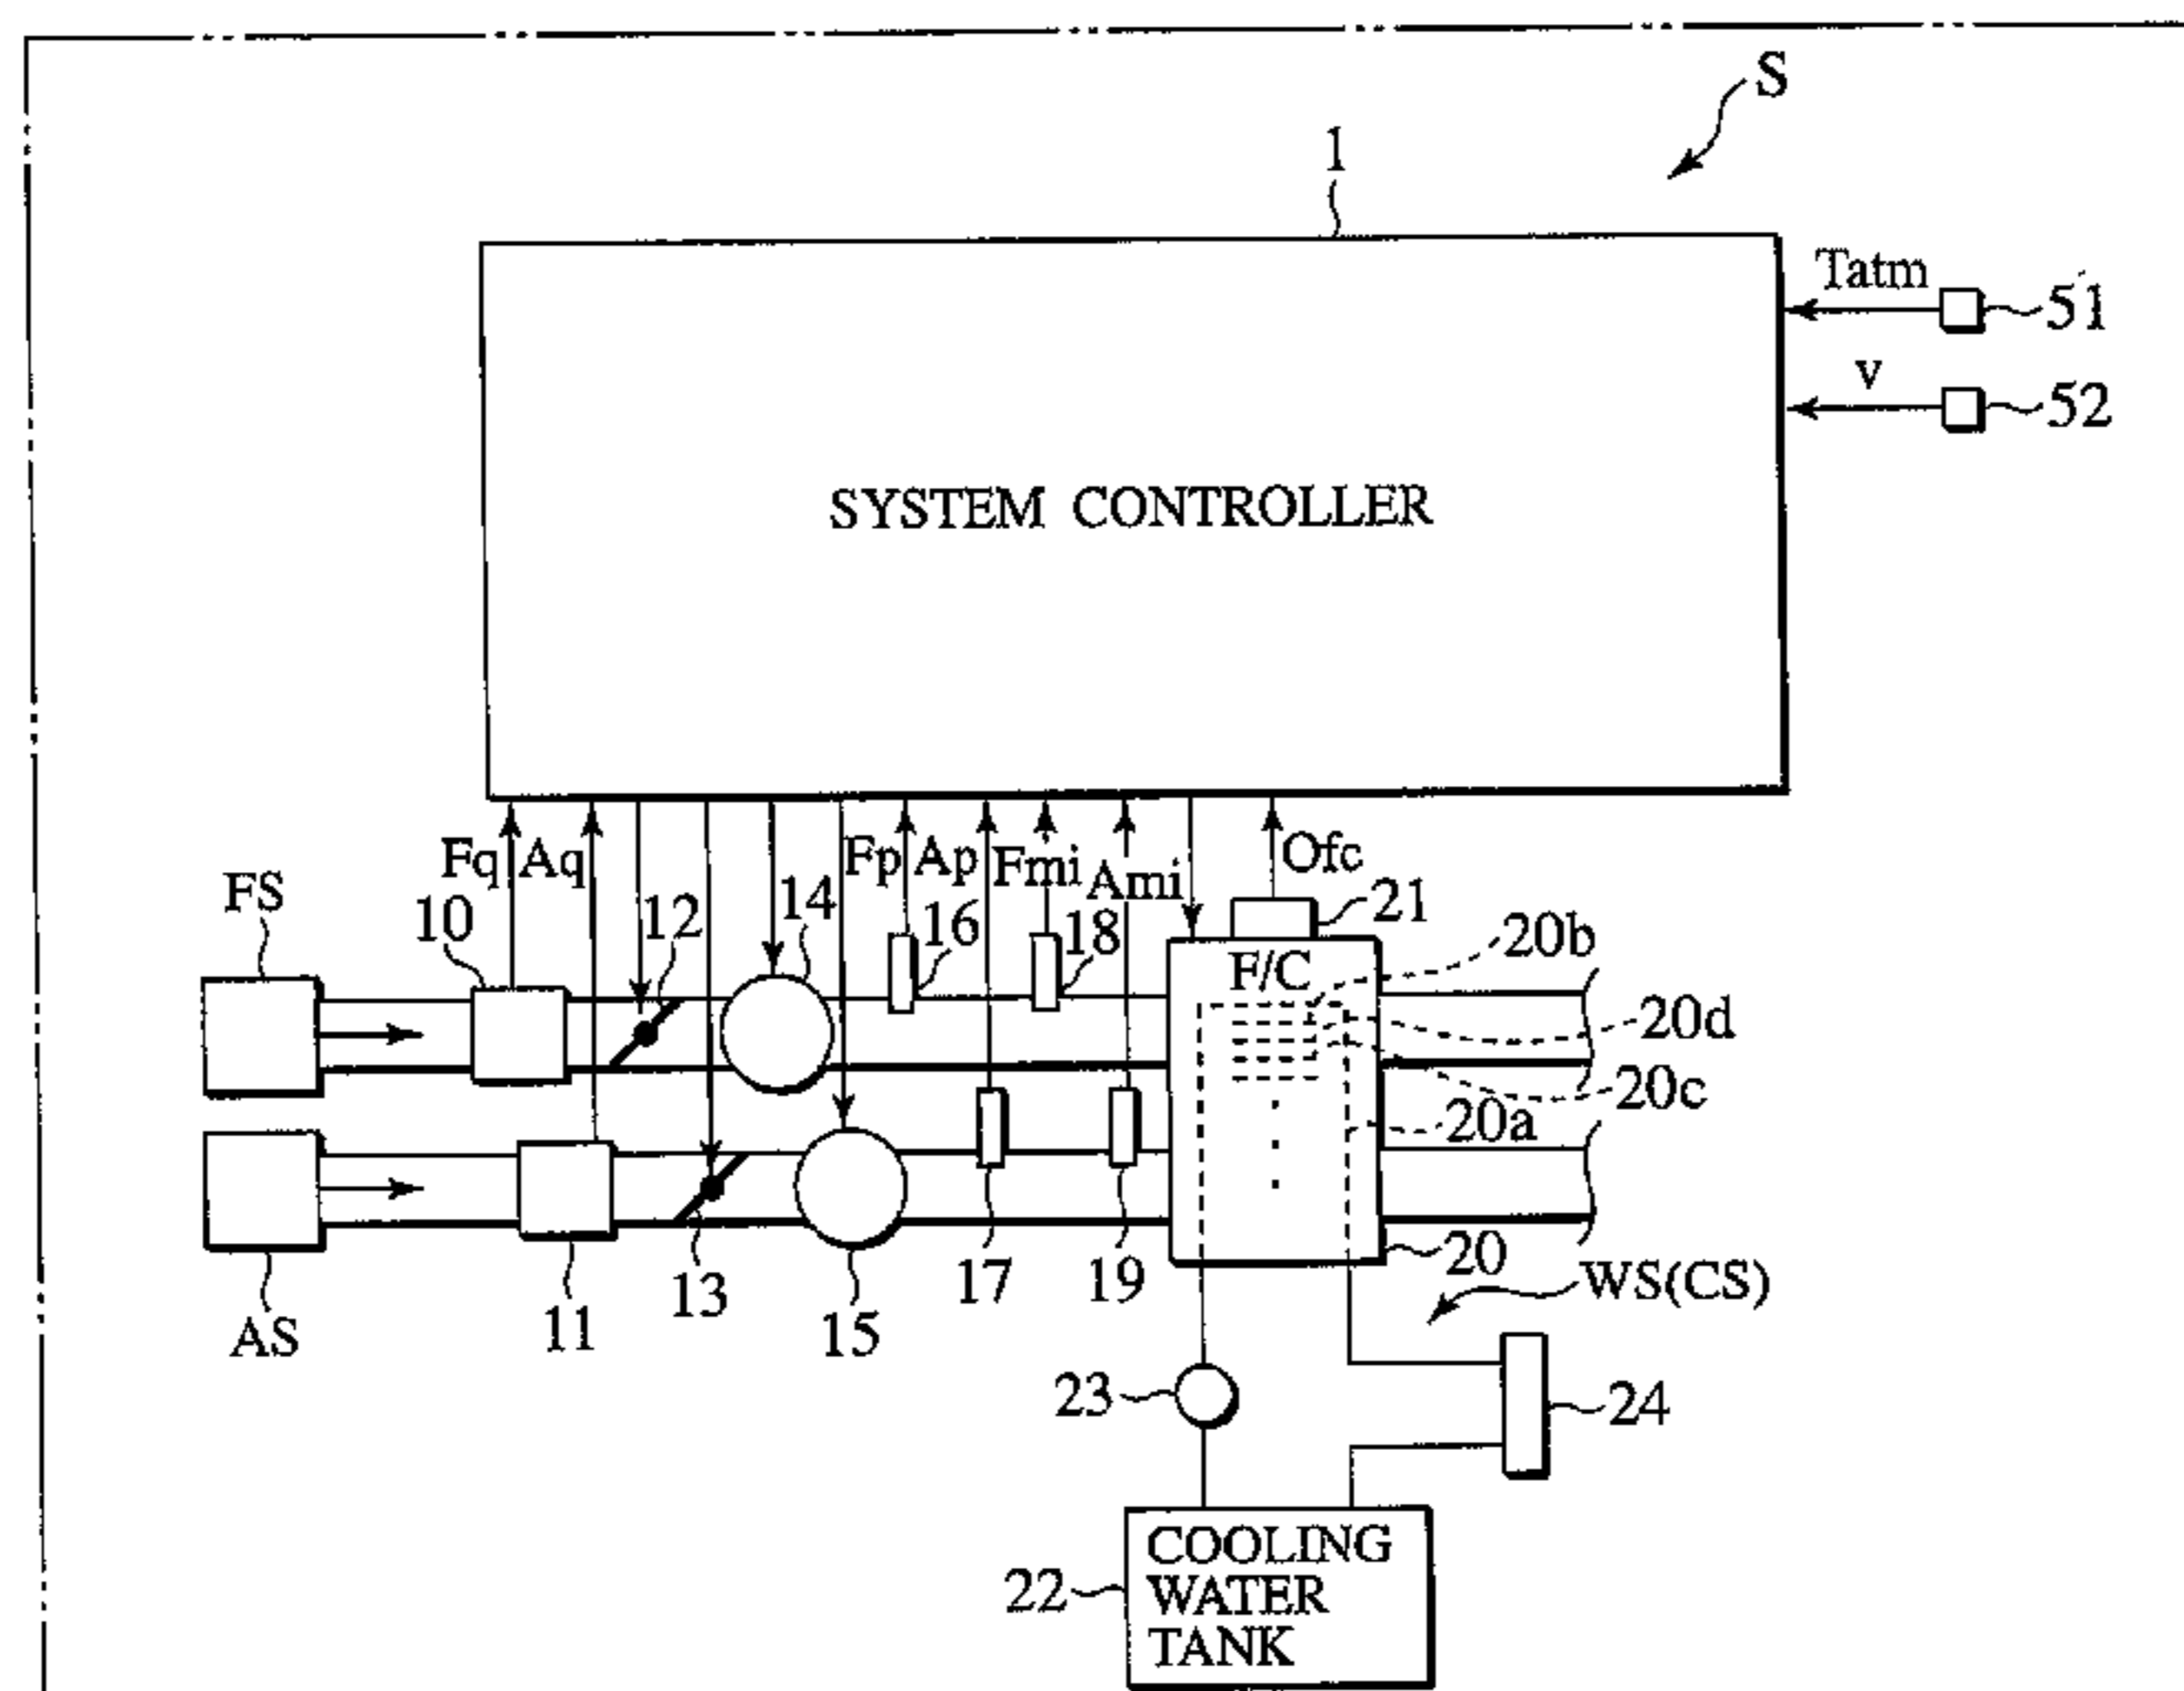 S
1
Tatm
51
v
52
SYSTEM CONTROLLER
Fq Aq Fp Ap Fmi Ami Ofc
FS 10 12 14 16 18 21
F/C 20b
20d
20c
20a
AS 11 13 15 17 19 20
WS(CS)
23 24
22
COOLING
WATER
TANK